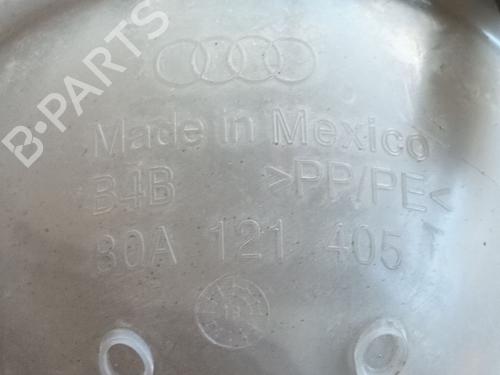 B-PARTS
Made in Mexico
B4B >PP/PE<
80A 121 405